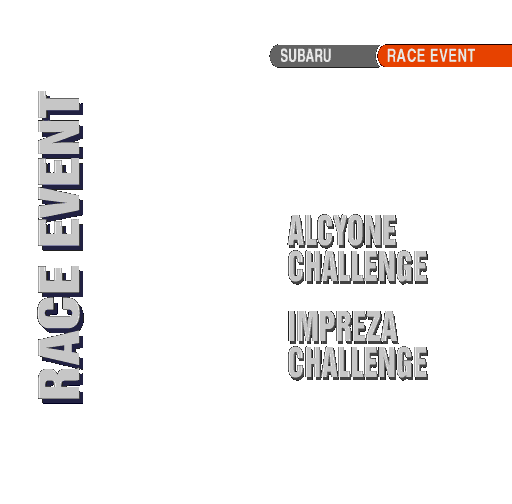 SUBARU RACE EVENT
RACE EVENT
ALCYONE
CHALLENGE
IMPREZA
CHALLENGE